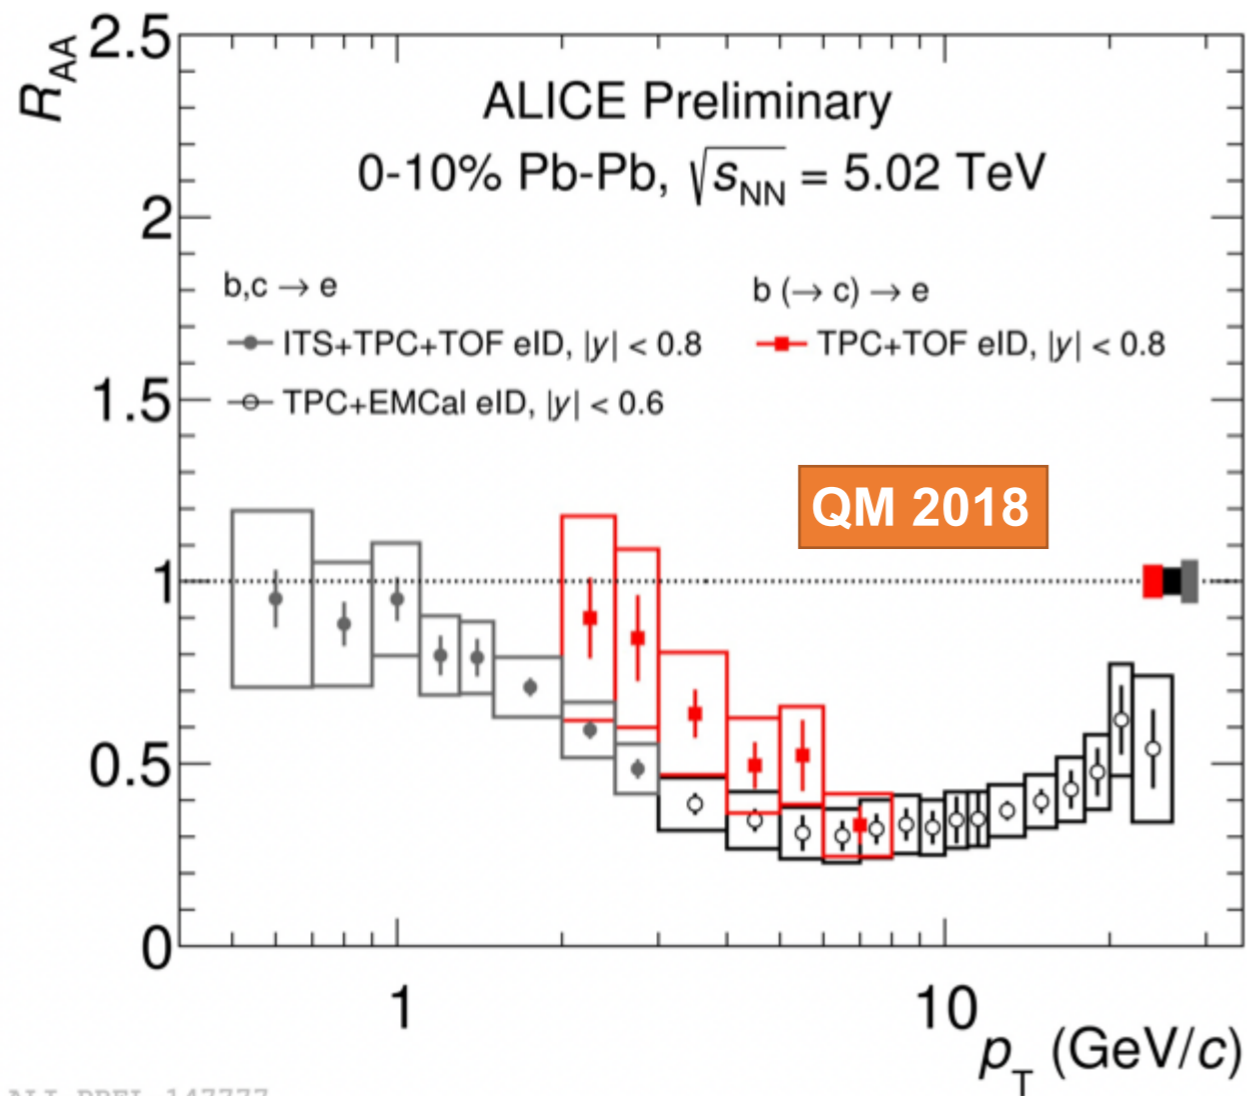 R_AA
2.5
2
1.5
1
0.5
0
ALICE Preliminary
0-10% Pb-Pb, √s_NN = 5.02 TeV
b,c → e
ITS+TPC+TOF eID, |y| < 0.8
TPC+EMCal eID, |y| < 0.6
b (→ c) → e
TPC+TOF eID, |y| < 0.8
QM 2018
1
10
p_T (GeV/c)